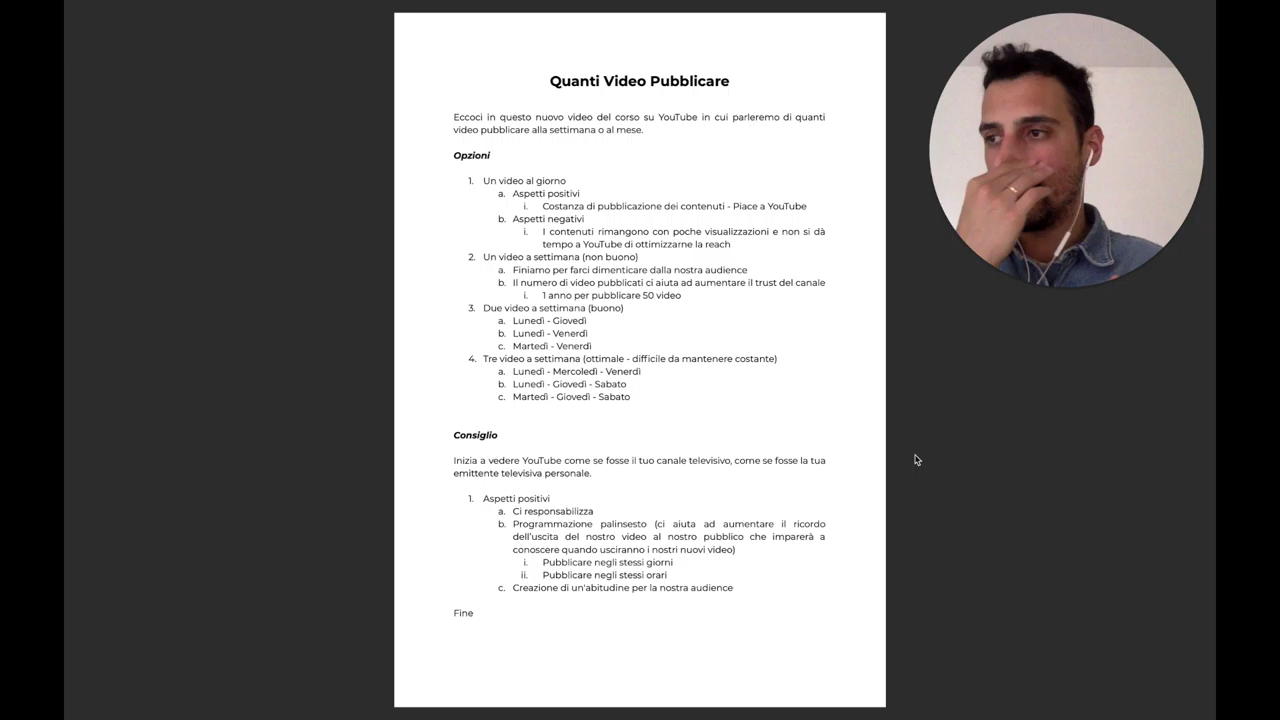 Quanti Video Pubblicare
Eccoci in questo nuovo video del corso su YouTube in cui parleremo di quanti
video pubblicare alla settimana o al mese.
Opzioni
1. Un video al giorno
a. Aspetti positivi
i. Costanza di pubblicazione dei contenuti - Piace a YouTube
b. Aspetti negativi
i. I contenuti rimangono con poche visualizzazioni e non si dà
tempo a YouTube di ottimizzarne la reach
2. Un video a settimana (non buono)
a. Finiamo per farci dimenticare dalla nostra audience
b. Il numero di video pubblicati ci aiuta ad aumentare il trust del canale
i. 1 anno per pubblicare 50 video
3. Due video a settimana (buono)
a. Lunedì - Giovedì
b. Lunedì - Venerdì
c. Martedì - Venerdì
4. Tre video a settimana (ottimale - difficile da mantenere costante)
a. Lunedì - Mercoledì - Venerdì
b. Lunedì - Giovedì - Sabato
c. Martedì - Giovedì - Sabato
Consiglio
Inizia a vedere YouTube come se fosse il tuo canale televisivo, come se fosse la tua
emittente televisiva personale.
1. Aspetti positivi
a. Ci responsabilizza
b. Programmazione palinsesto (ci aiuta ad aumentare il ricordo
dell'uscita del nostro video al nostro pubblico che imparerà a
conoscere quando usciranno i nostri nuovi video)
i. Pubblicare negli stessi giorni
ii. Pubblicare negli stessi orari
c. Creazione di un'abitudine per la nostra audience
Fine